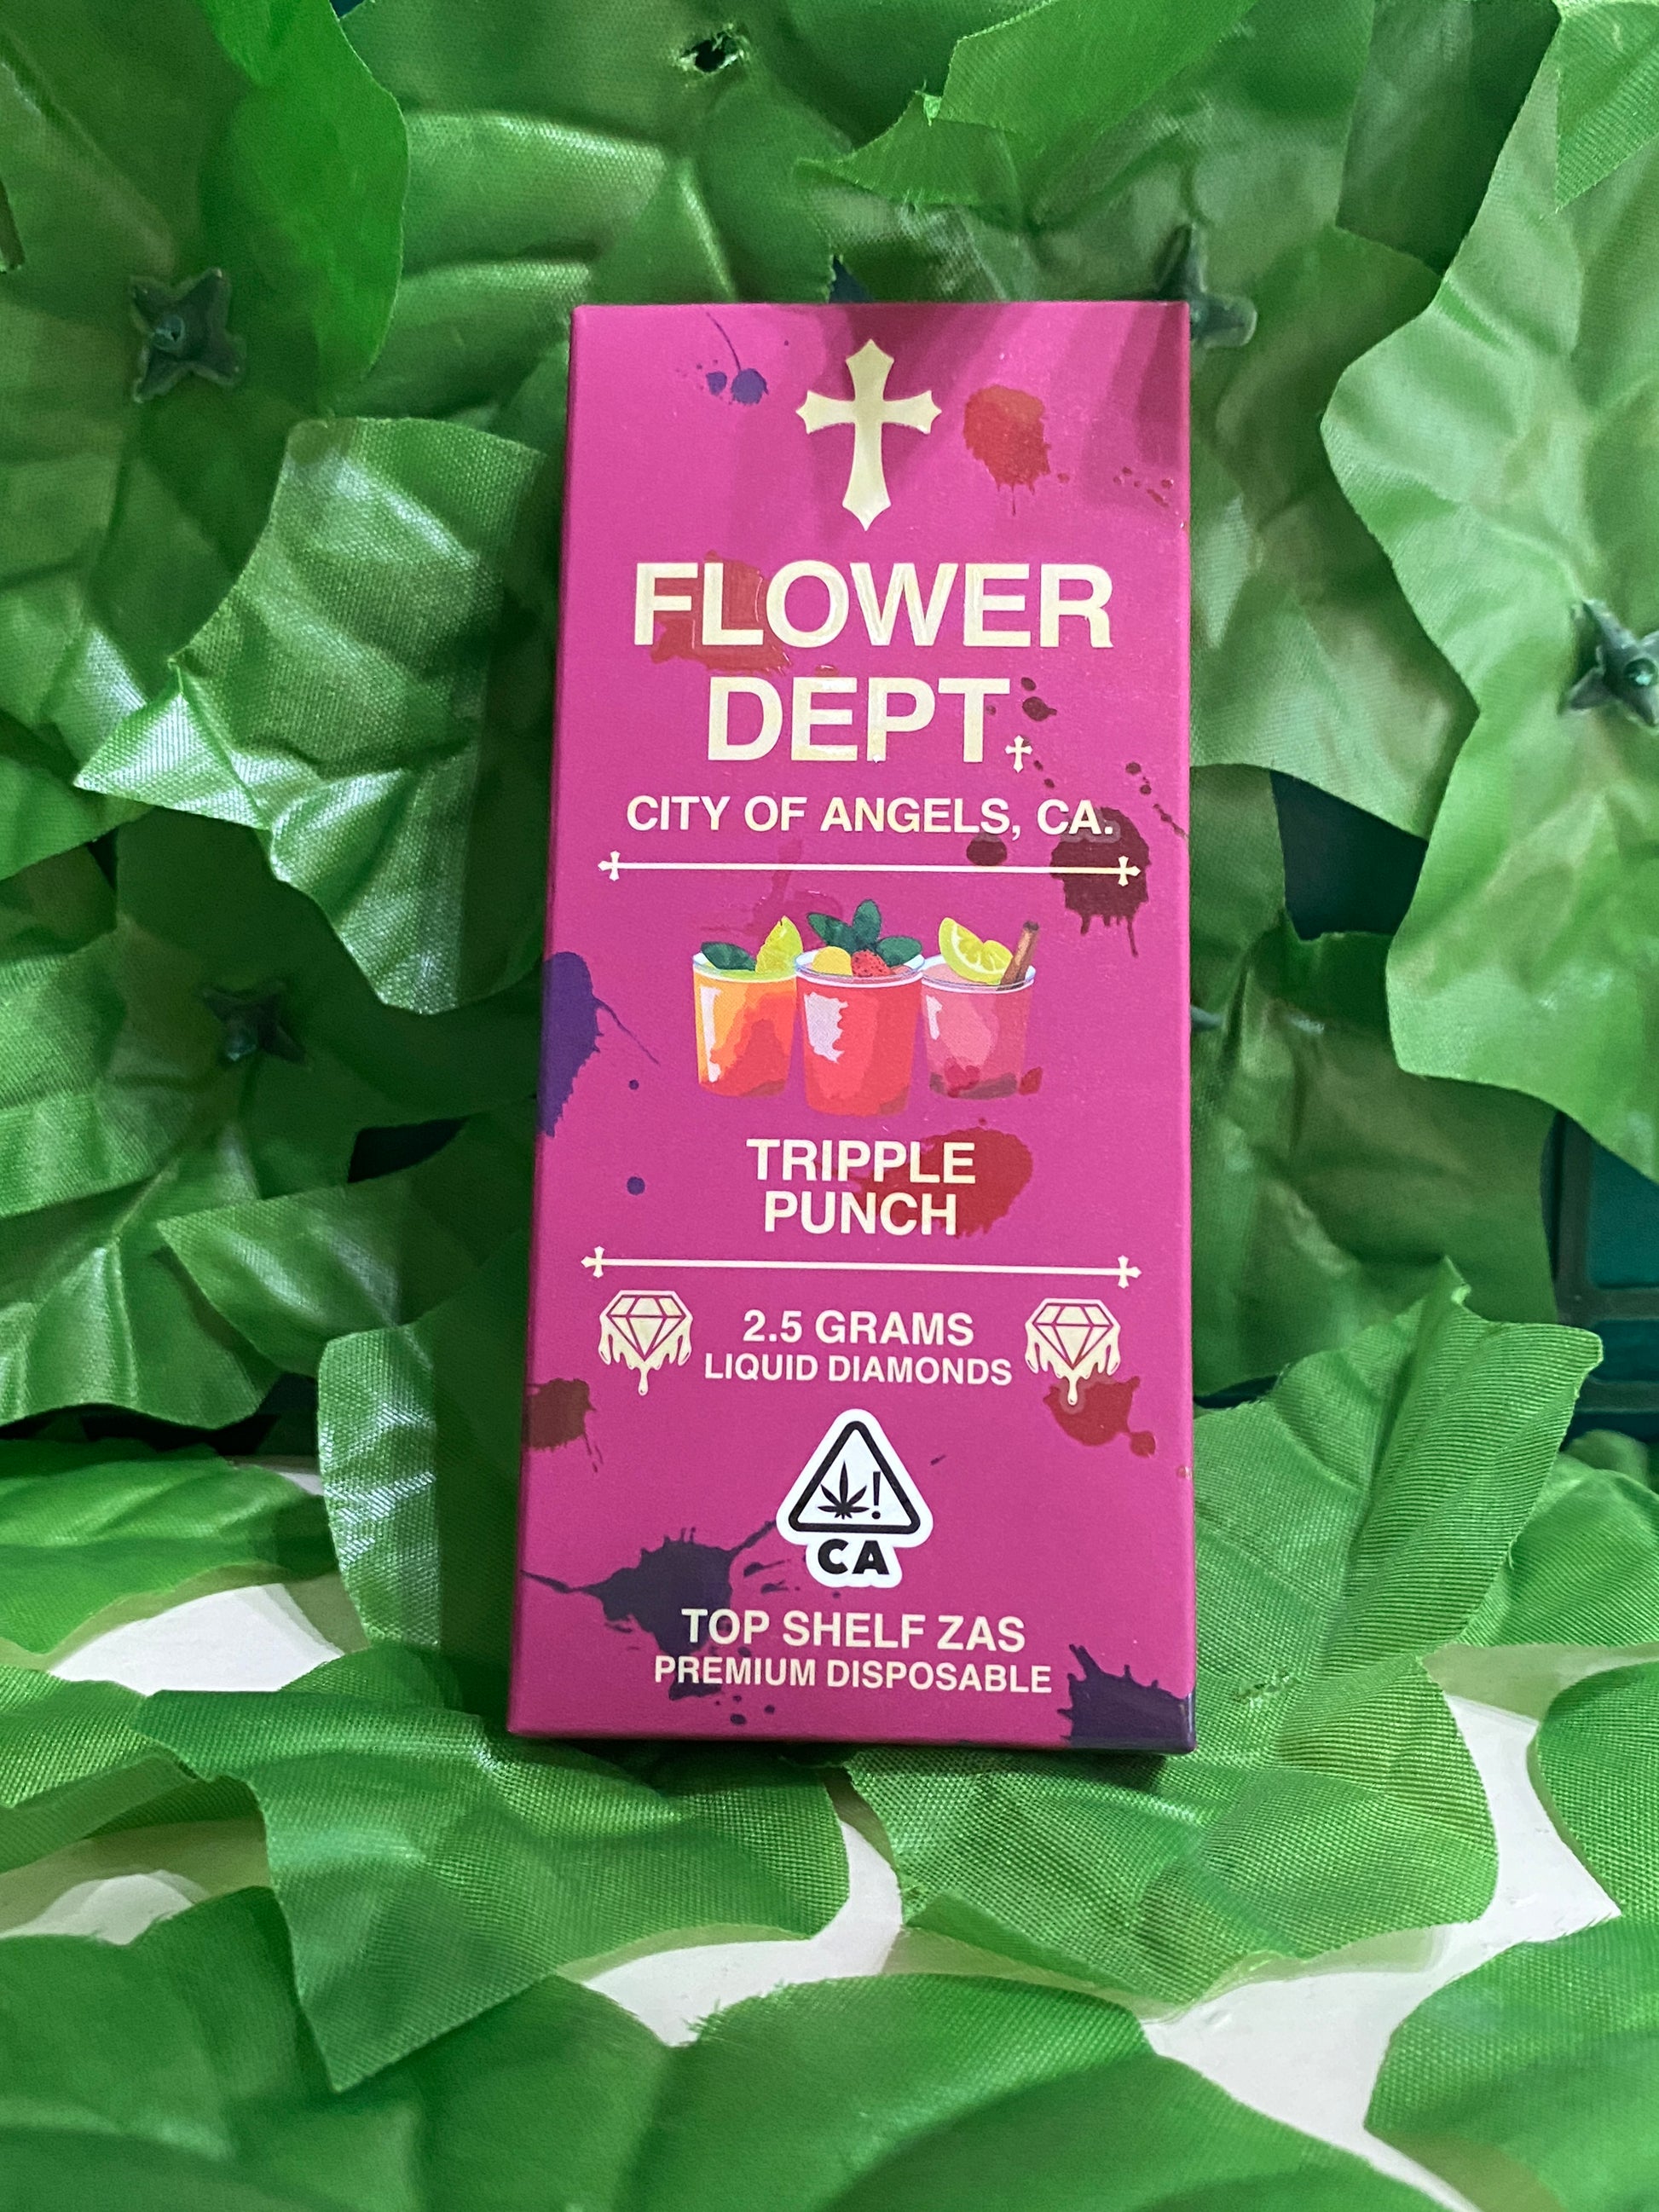 FLOWER
DEPT
CITY OF ANGELS, CA.
TRIPPLE
PUNCH
2.5 GRAMS
LIQUID DIAMONDS
!
CA
TOP SHELF ZAS
PREMIUM DISPOSABLE